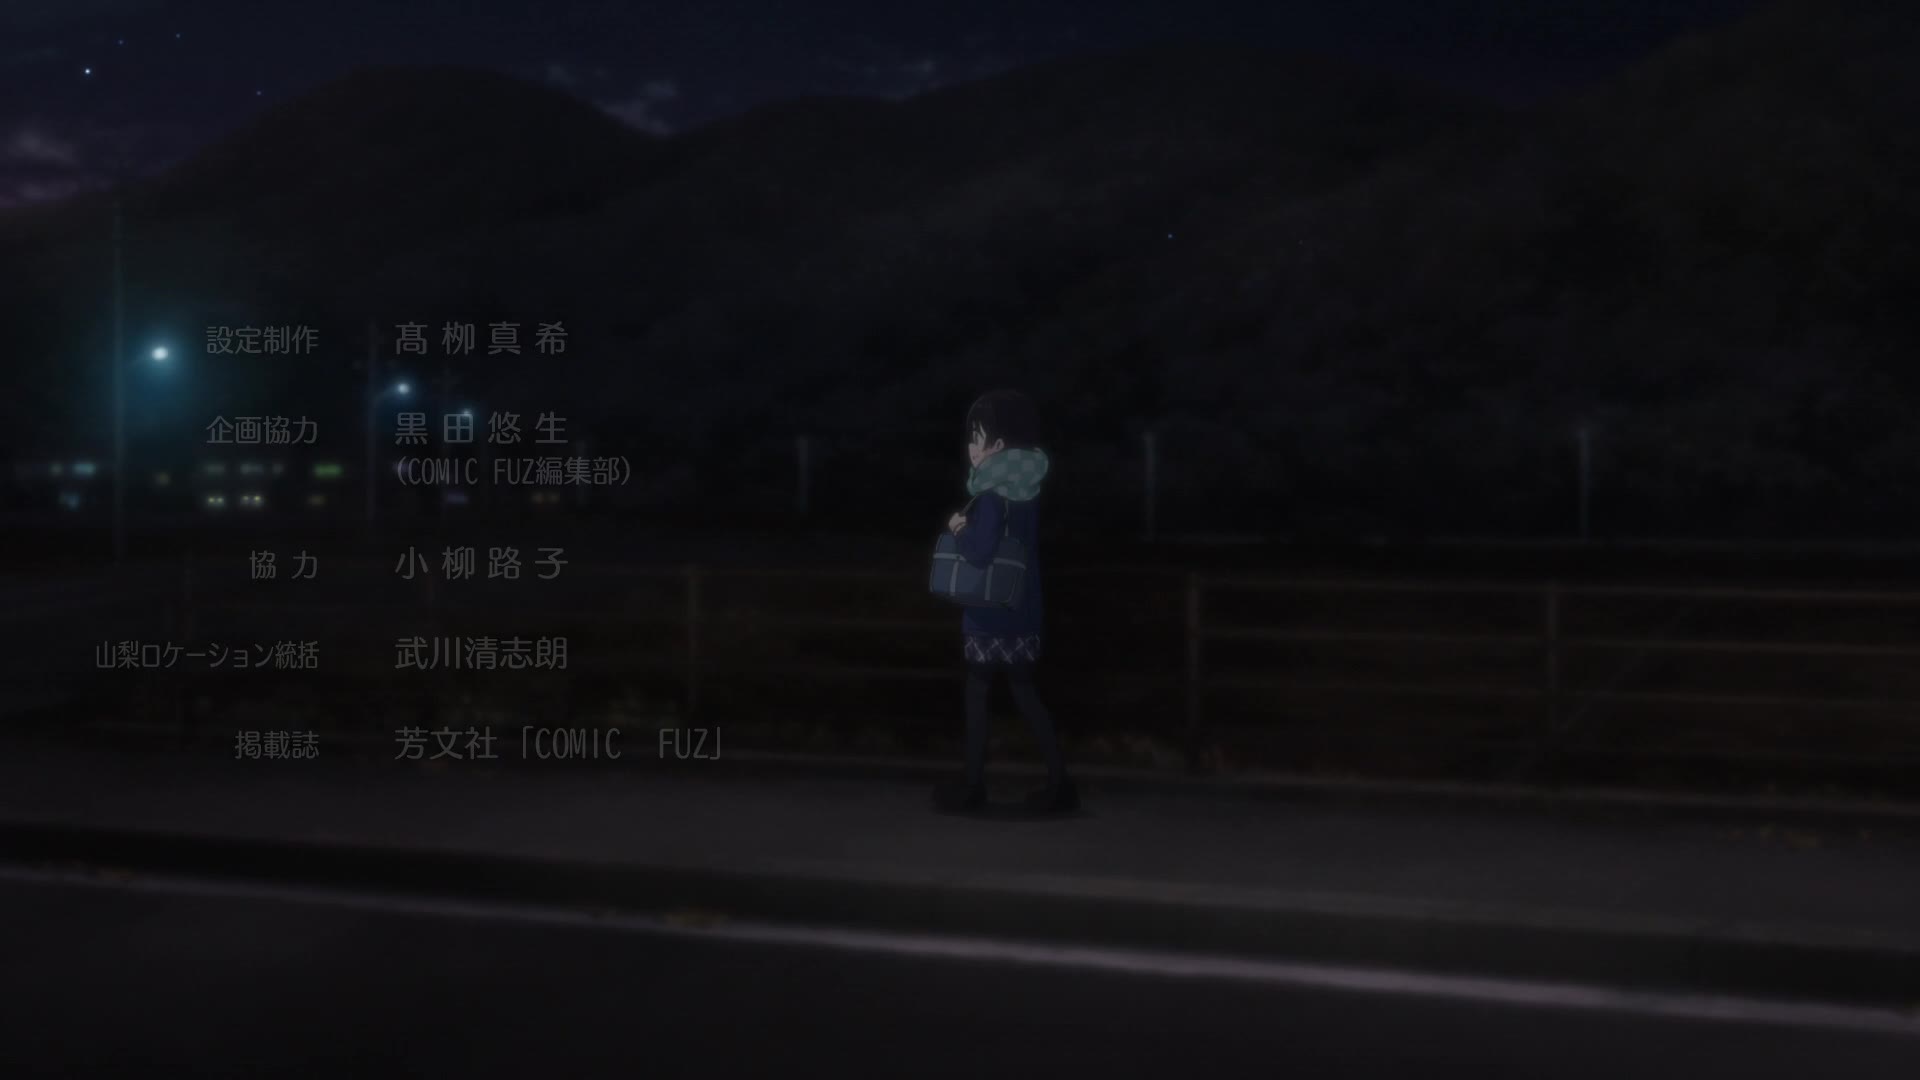 設定制作 髙栁真希
企画協力 黒田悠生
(COMIC FUZ編集部)
協力 小柳路子
山梨ロケーション統括 武川清志朗
掲載誌 芳文社「COMIC FUZ」